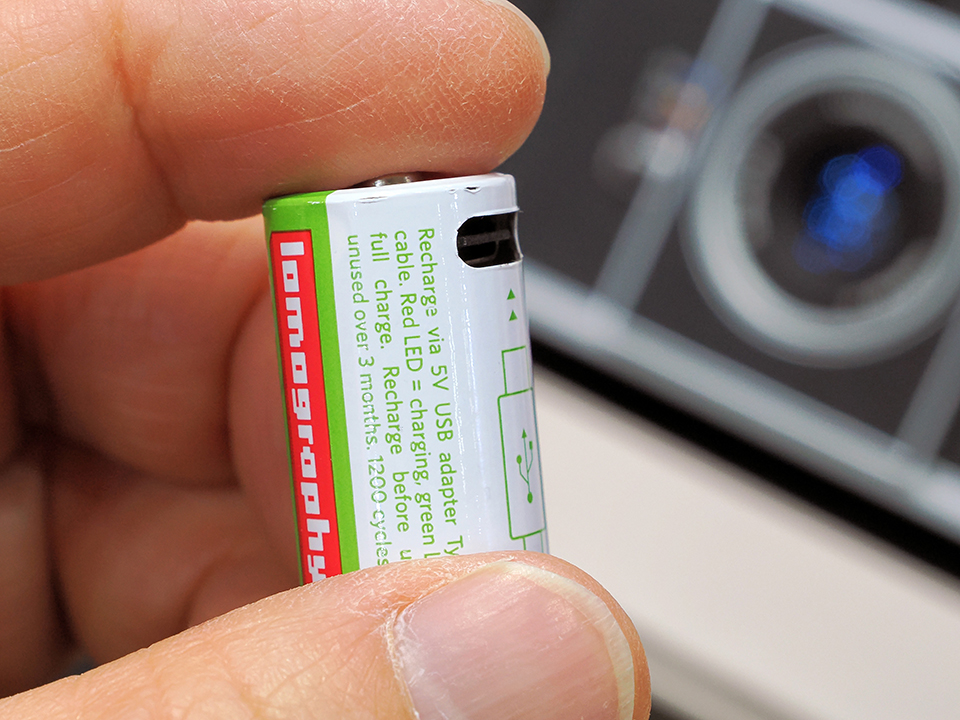 lomography
Recharge via 5V USB adapter
cable. Red LED = charging, green
full charge. Recharge before
unused over 3 months. 1200 cycles